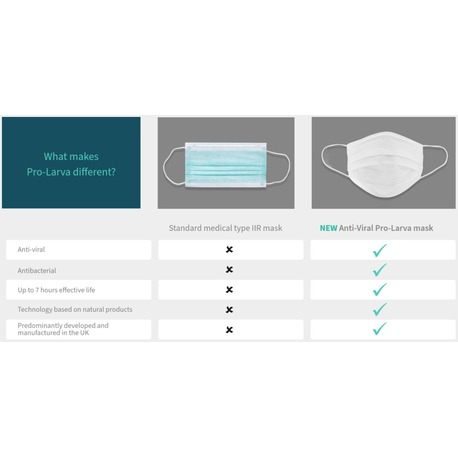 What makes
Pro-Larva different?
Standard medical type IIR mask
NEW Anti-Viral Pro-Larva mask
Anti-viral
Antibacterial
Up to 7 hours effective life
Technology based on natural products
Predominantly developed and
manufactured in the UK